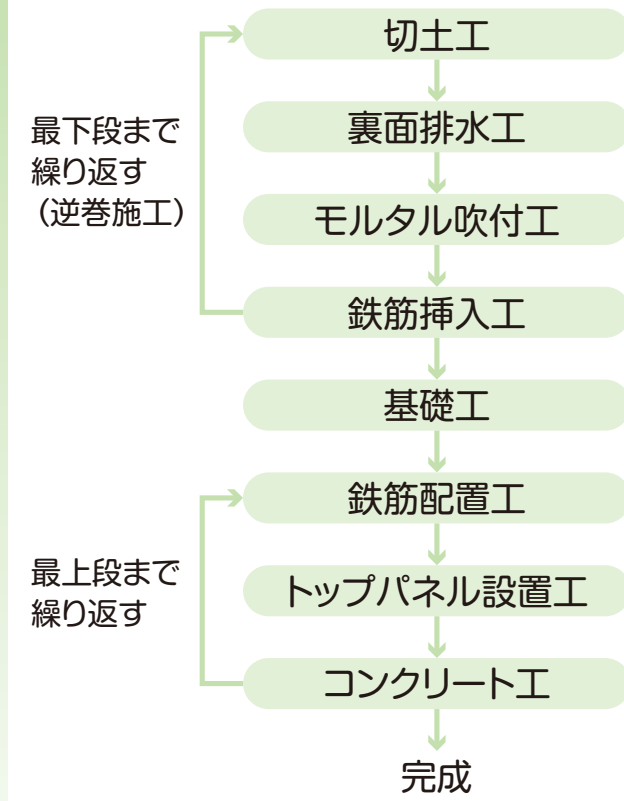 切土工
裏面排水工
モルタル吹付工
鉄筋挿入工
最下段まで
繰り返す
（逆巻施工）
基礎工
鉄筋配置工
トップパネル設置工
コンクリート工
最上段まで
繰り返す
完成